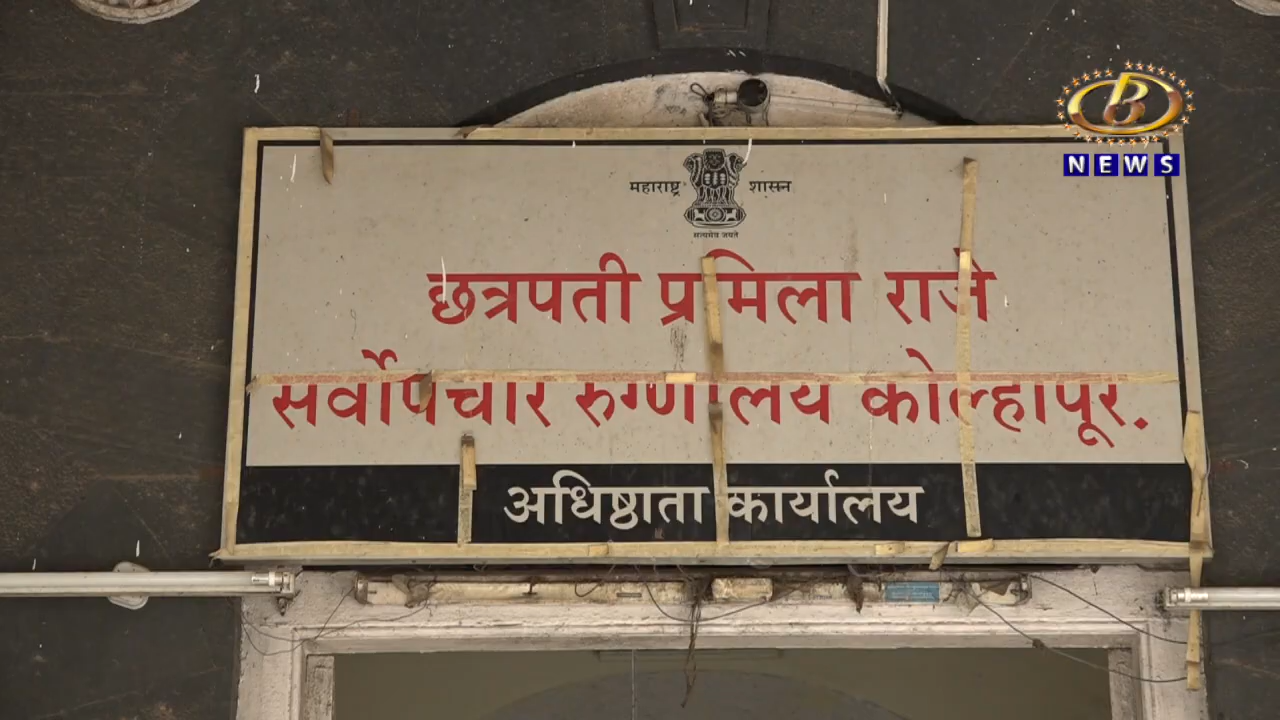 B
NEWS
महाराष्ट्र शासन
सत्यमेव जयते
छत्रपती प्रमिला राजे
सर्वोपचार रुग्णालय कोल्हापूर.
अधिष्ठाता कार्यालय